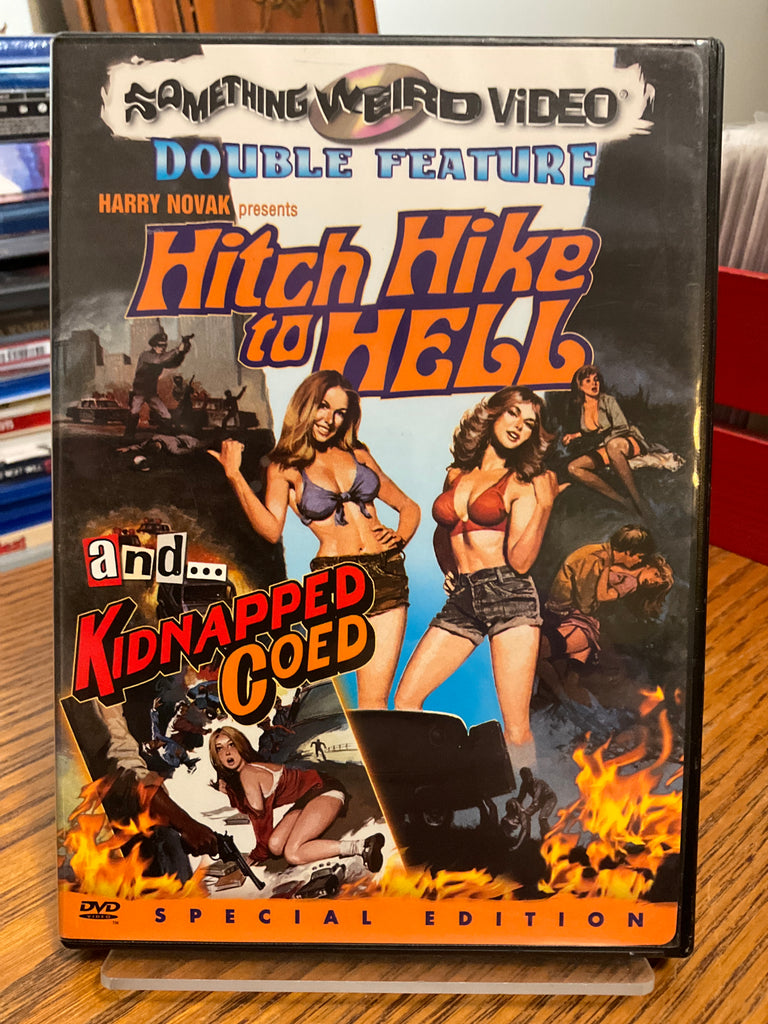 SOMETHING WEIRD VIDEO®
DOUBLE FEATURE
HARRY NOVAK presents
Hitch Hike
to HELL
and...
KIDNAPPED
COED
DVD
VIDEO
TM
SPECIAL EDITION